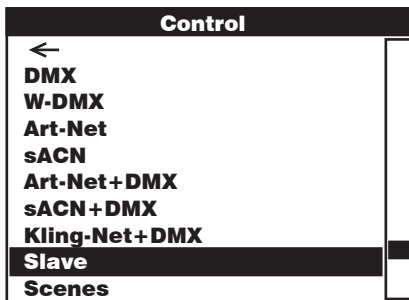 Control
←
DMX
W-DMX
Art-Net
sACN
Art-Net+DMX
sACN+DMX
Kling-Net+DMX
Slave
Scenes